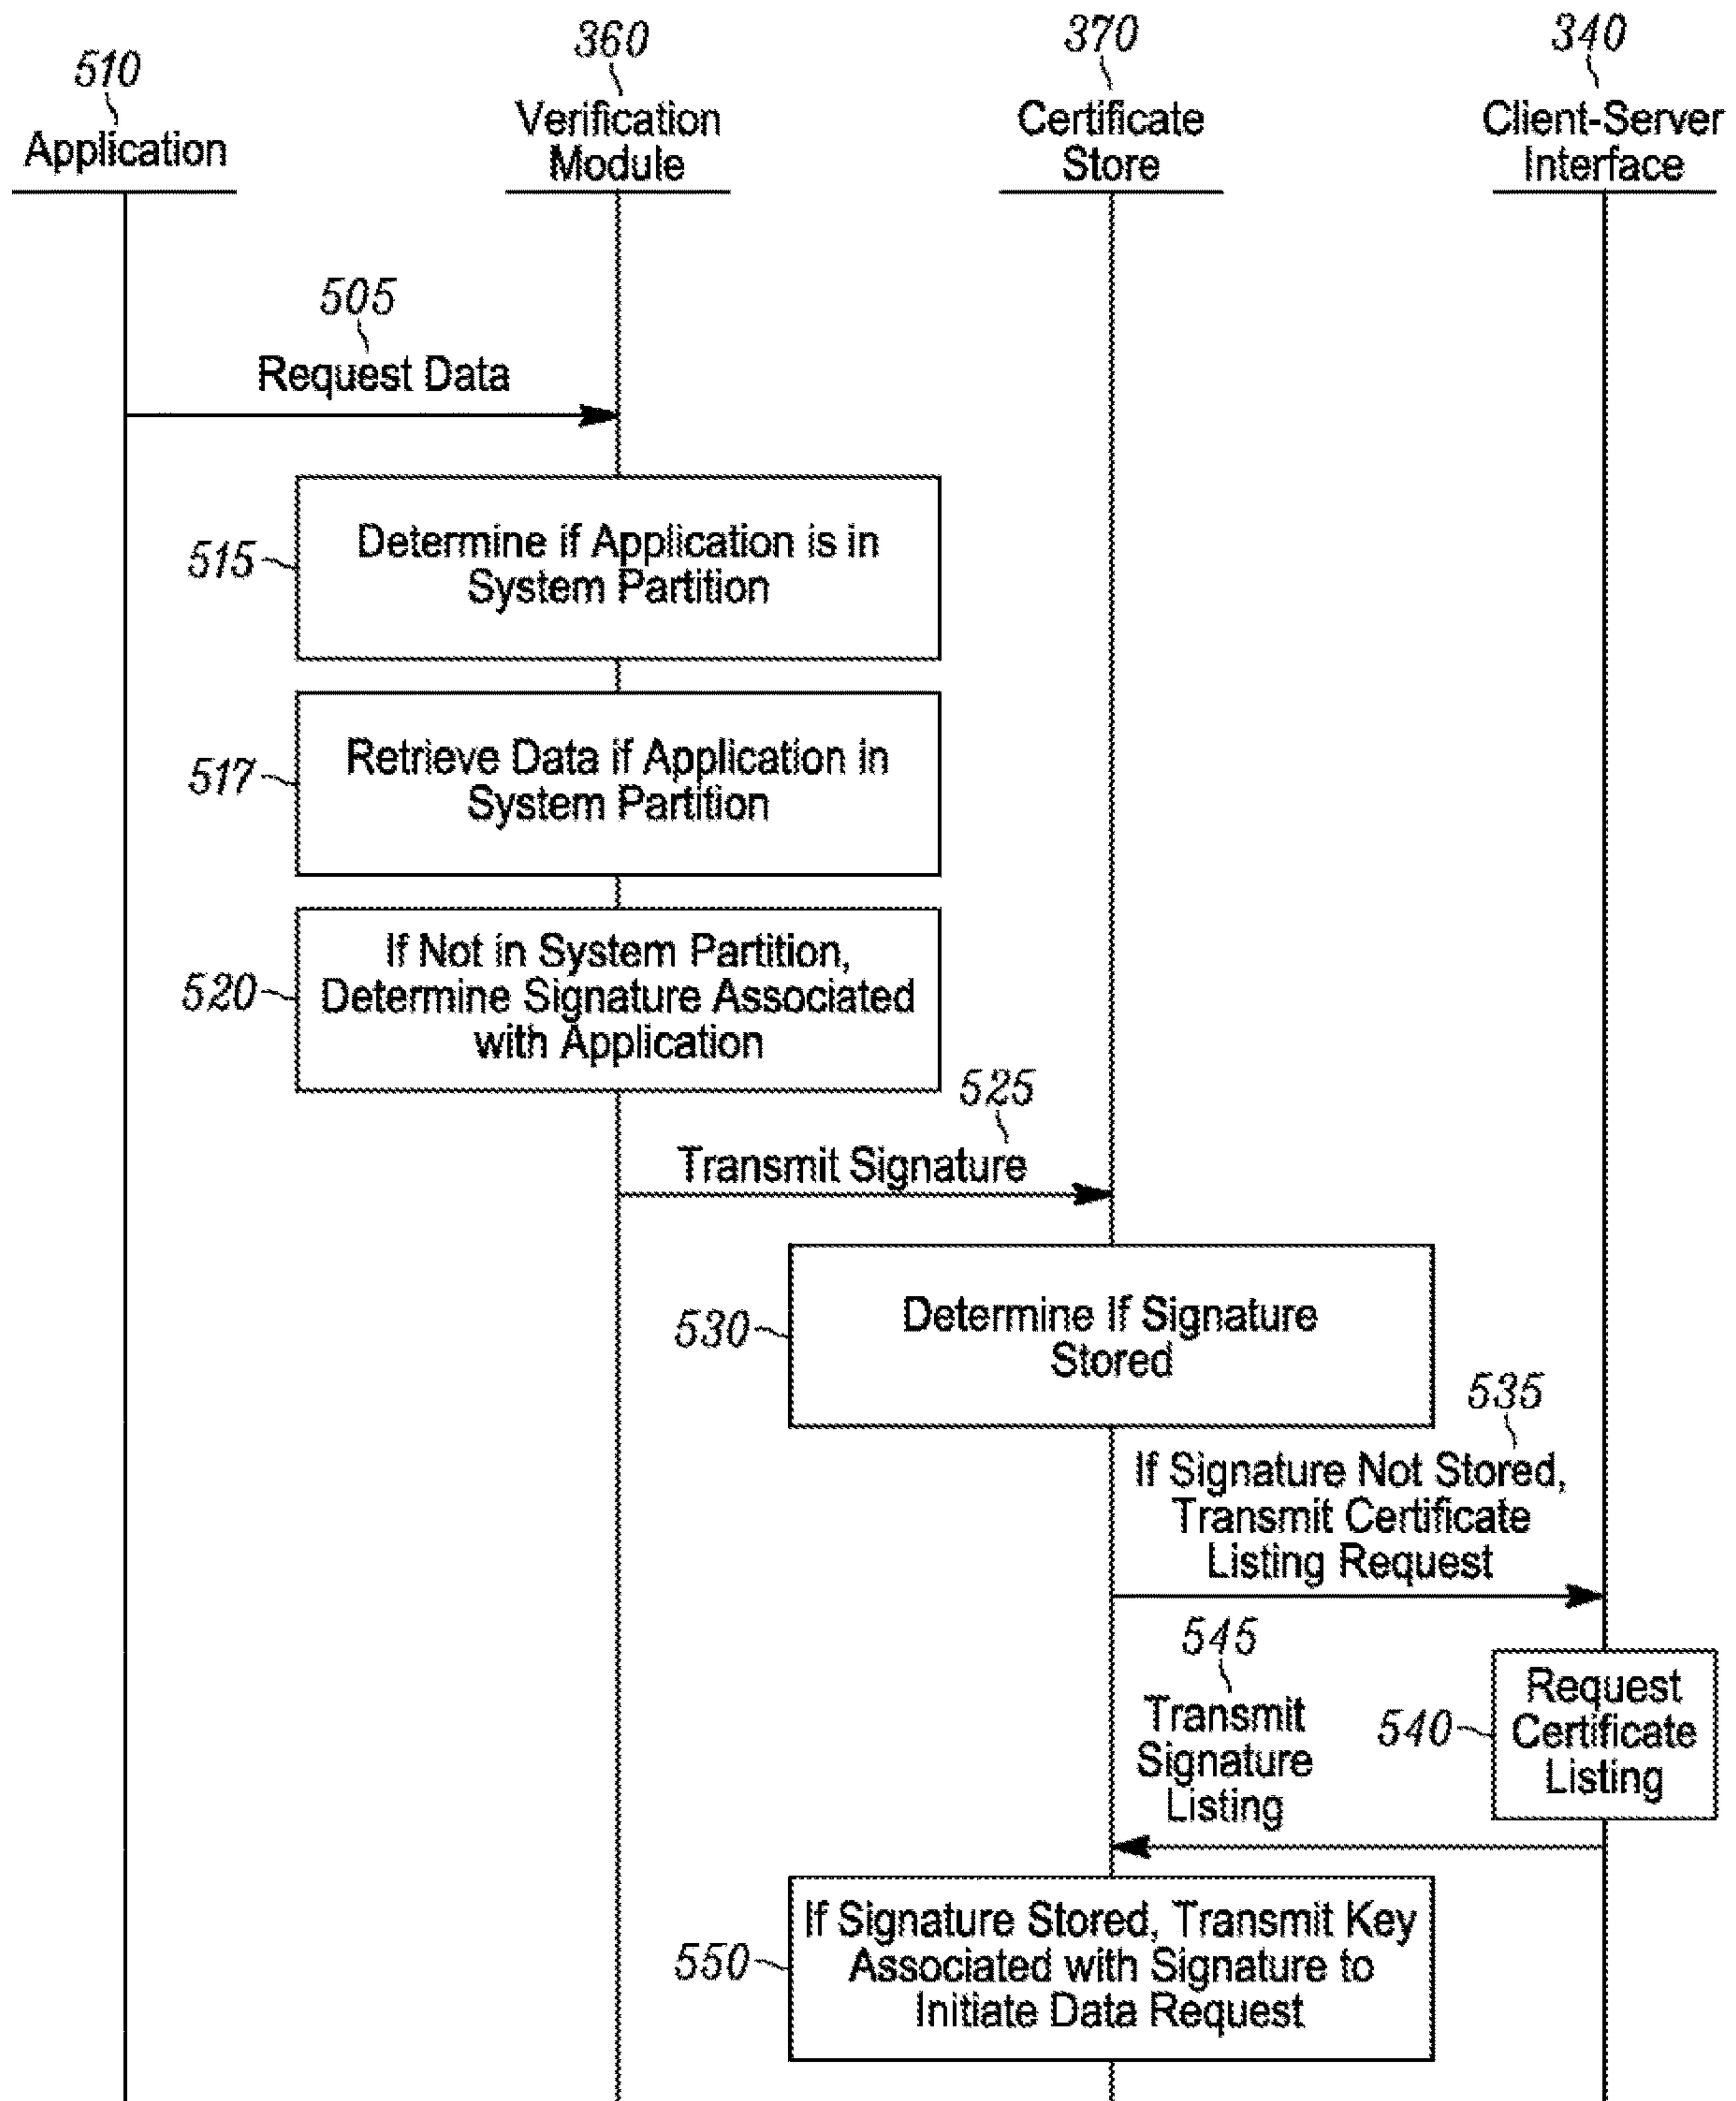 510
Application
360
Verification
Module
370
Certificate
Store
340
Client-Server
Interface
505
Request Data
515
Determine if Application is in
System Partition
517
Retrieve Data if Application in
System Partition
520
If Not in System Partition,
Determine Signature Associated
with Application
525
Transmit Signature
530
Determine If Signature
Stored
535
If Signature Not Stored,
Transmit Certificate
Listing Request
540
Request
Certificate
Listing
545
Transmit
Signature
Listing
550
If Signature Stored, Transmit Key
Associated with Signature to
Initiate Data Request